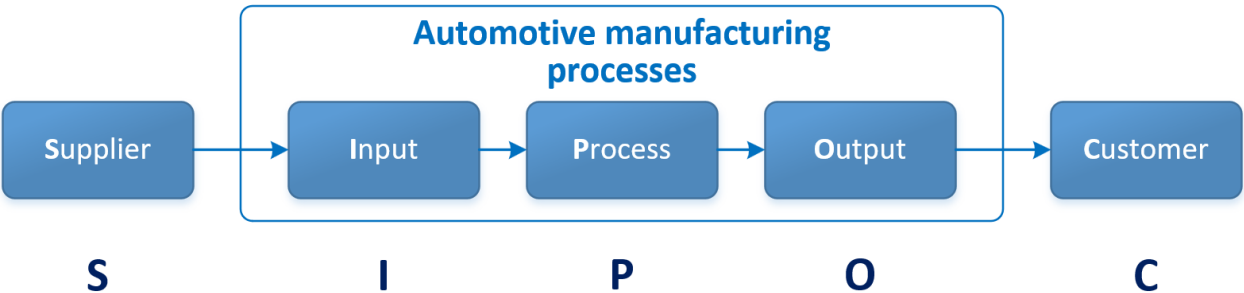 Automotive manufacturing
processes
Supplier
Input
Process
Output
Customer
S
I
P
O
C